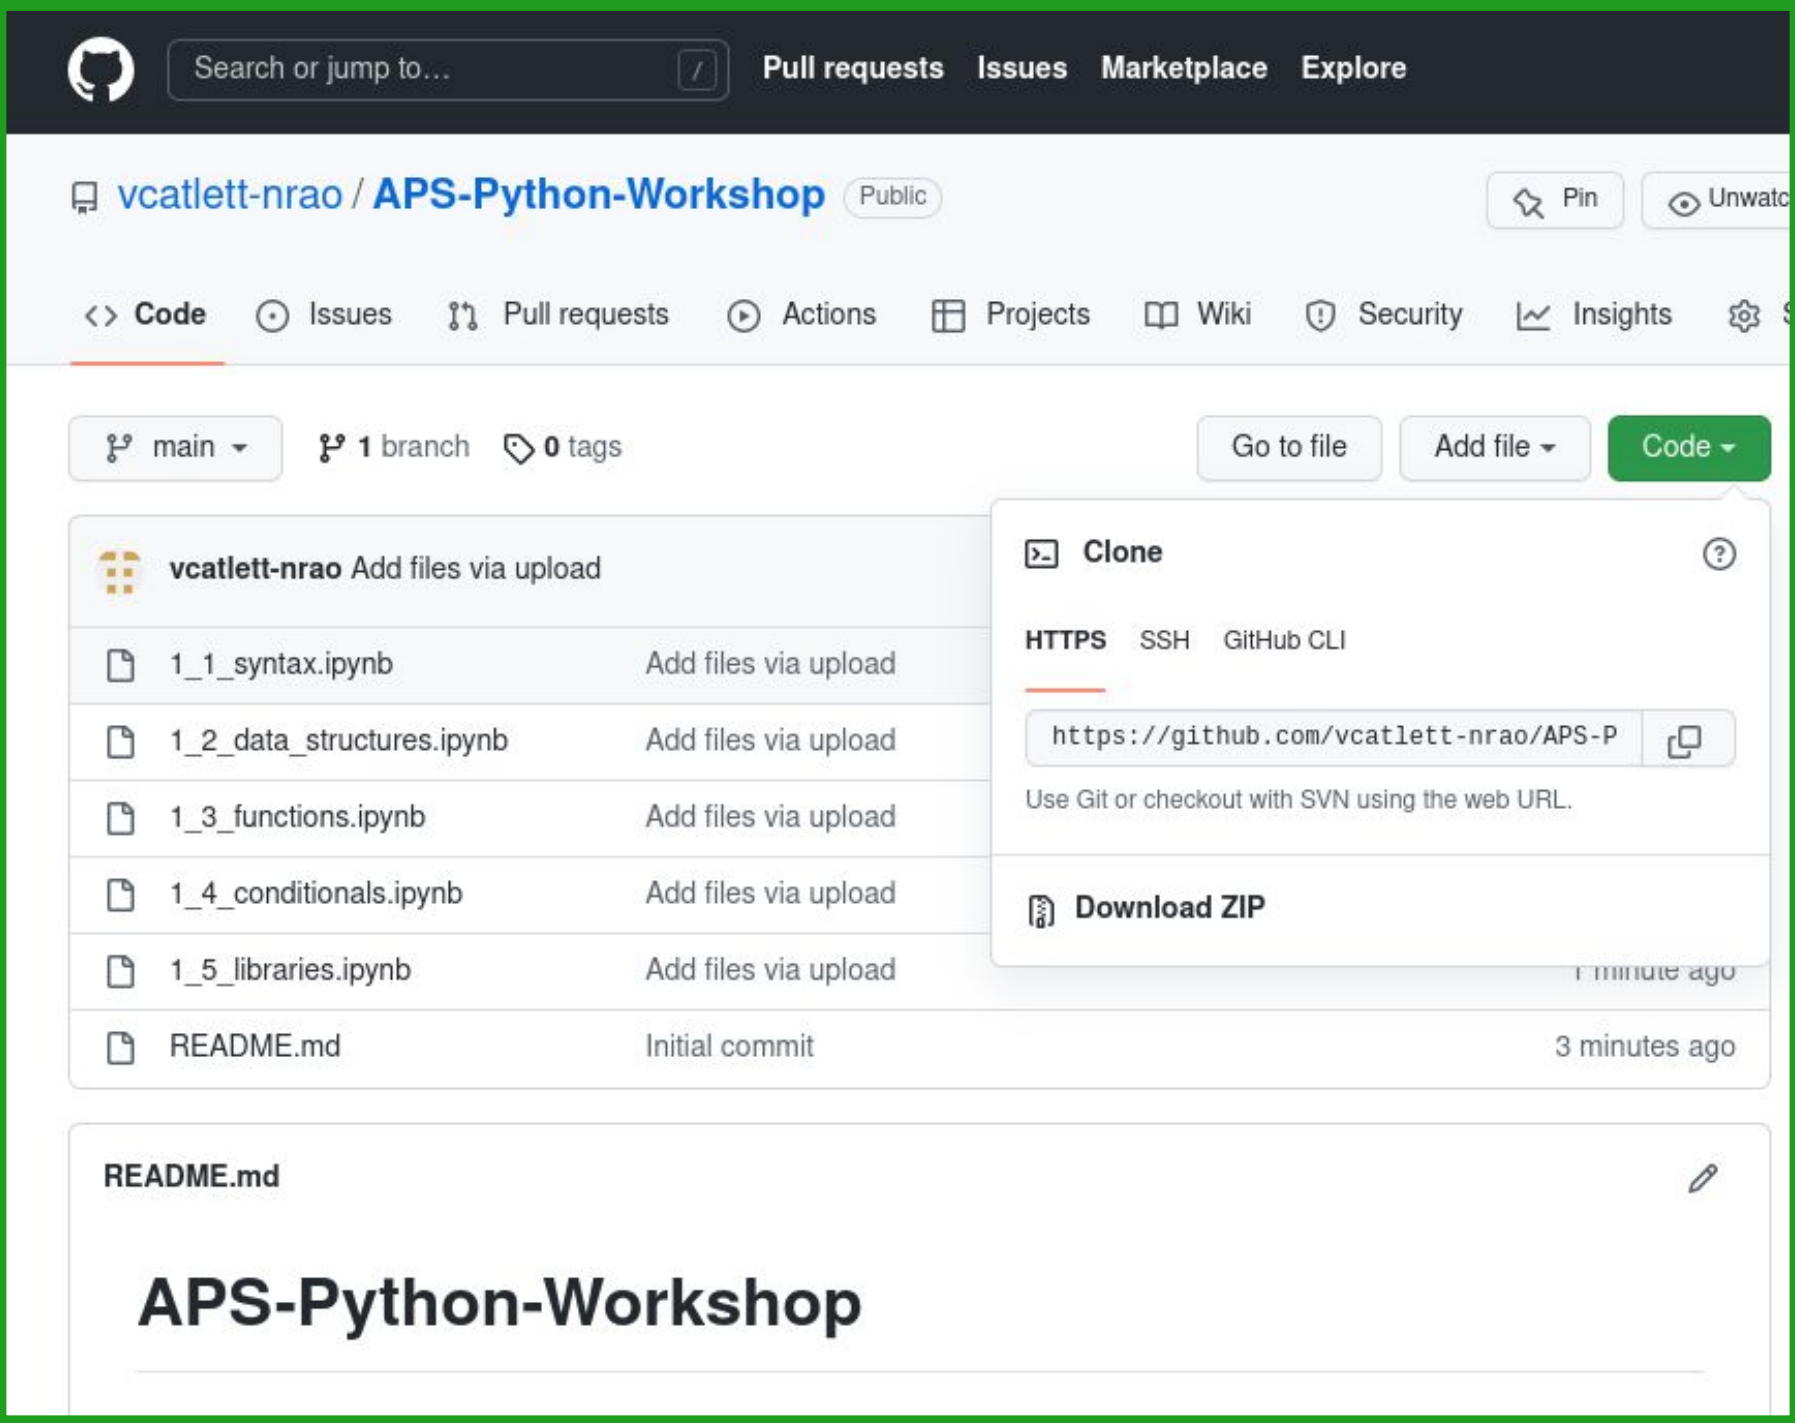 Search or jump to... / Pull requests Issues Marketplace Explore
vcatlett-nrao / APS-Python-Workshop Public Pin
Code Issues Pull requests Actions Projects Wiki Security Insights
main 1 branch 0 tags Go to file Add file Code
vcatlett-nrao Add files via upload
Clone
HTTPS SSH GitHub CLI
https://github.com/vcatlett-nrao/APS-P
Use Git or checkout with SVN using the web URL.
Download ZIP
1_1_syntax.ipynb Add files via upload
1_2_data_structures.ipynb Add files via upload
1_3_functions.ipynb Add files via upload
1_4_conditionals.ipynb Add files via upload
1_5_libraries.ipynb Add files via upload 1 minute ago
README.md Initial commit 3 minutes ago
README.md
APS-Python-Workshop